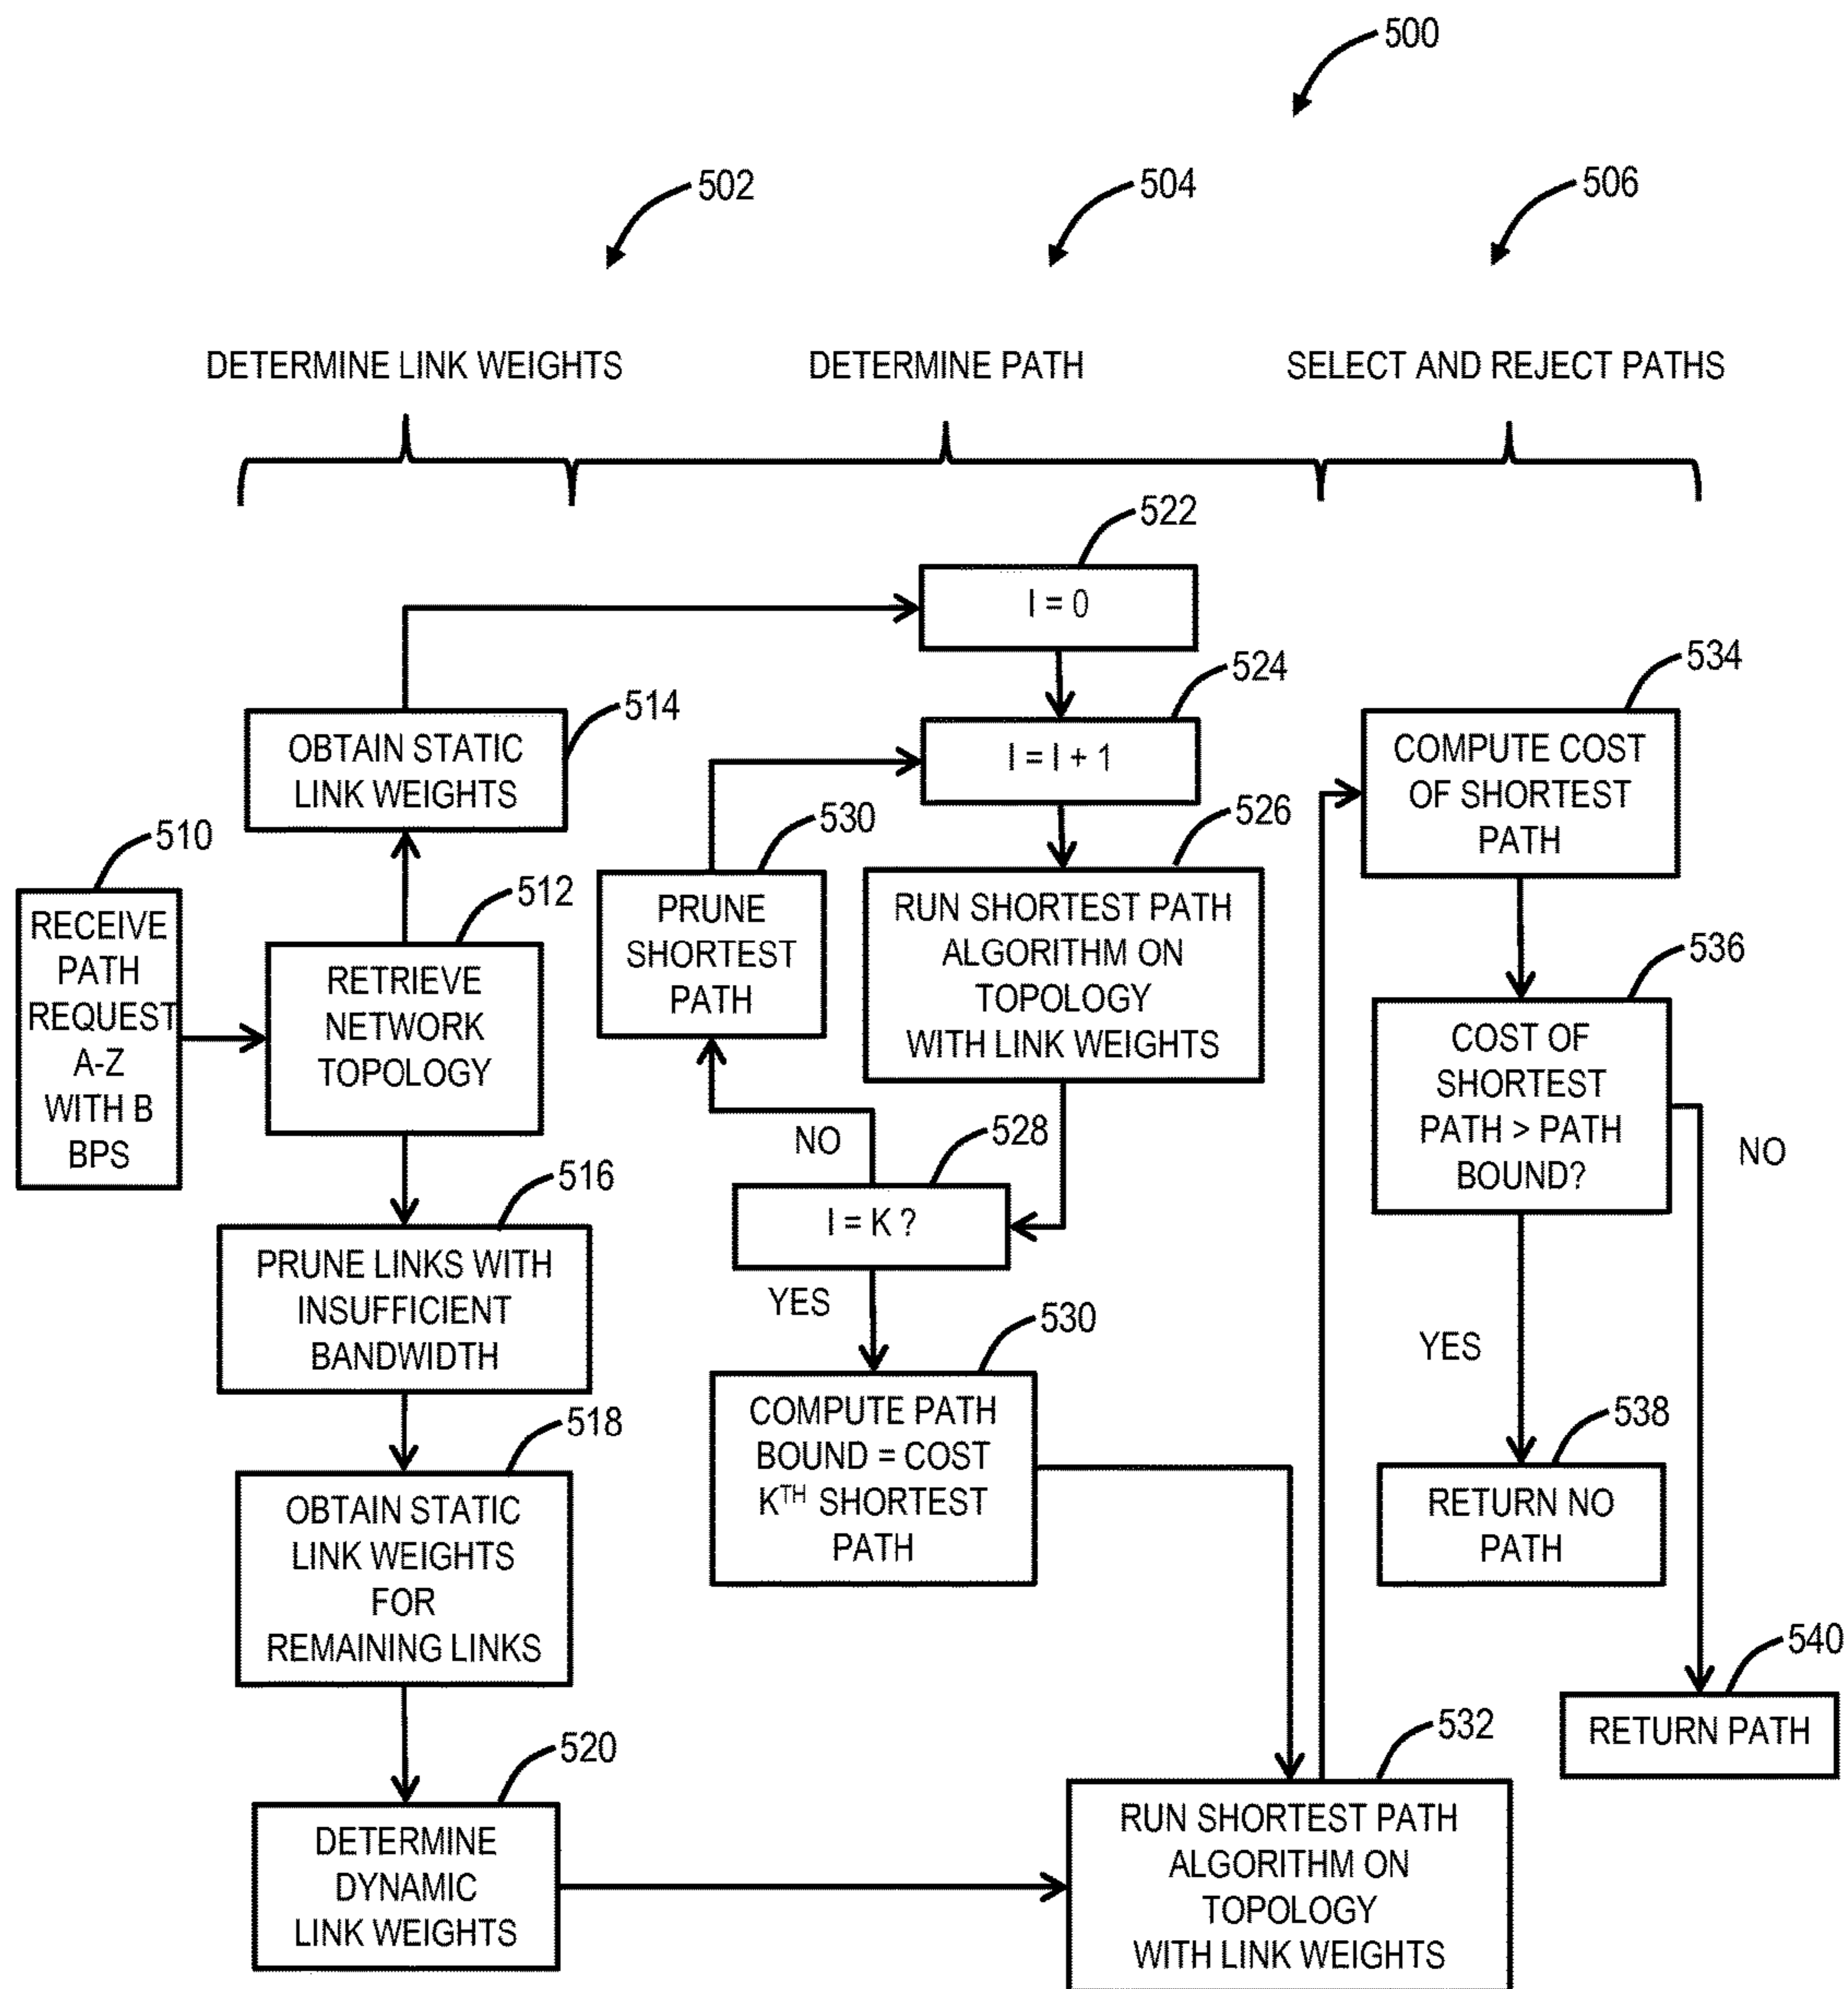 500
502
504
506
DETERMINE LINK WEIGHTS
DETERMINE PATH
SELECT AND REJECT PATHS
510
RECEIVE
PATH
REQUEST
A-Z
WITH B
BPS
512
RETRIEVE
NETWORK
TOPOLOGY
514
OBTAIN STATIC
LINK WEIGHTS
516
PRUNE LINKS WITH
INSUFFICIENT
BANDWIDTH
518
OBTAIN STATIC
LINK WEIGHTS
FOR
REMAINING LINKS
520
DETERMINE
DYNAMIC
LINK WEIGHTS
522
I = 0
524
I = I + 1
526
RUN SHORTEST PATH
ALGORITHM ON
TOPOLOGY
WITH LINK WEIGHTS
528
I = K ?
NO
530
PRUNE
SHORTEST
PATH
YES
530
COMPUTE PATH
BOUND = COST
KTH SHORTEST
PATH
532
RUN SHORTEST PATH
ALGORITHM ON
TOPOLOGY
WITH LINK WEIGHTS
534
COMPUTE COST
OF SHORTEST
PATH
536
COST OF
SHORTEST
PATH > PATH
BOUND?
NO
YES
538
RETURN NO
PATH
540
RETURN PATH